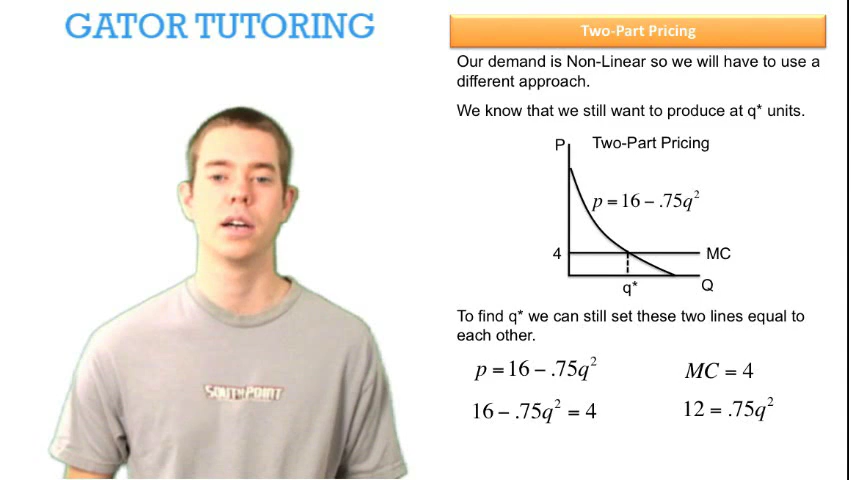 GATOR TUTORING
SOUTH POINT
Two-Part Pricing
Our demand is Non-Linear so we will have to use a
different approach.
We know that we still want to produce at q* units.
P
Two-Part Pricing
p = 16 − .75q²
4
MC
q*
Q
To find q* we can still set these two lines equal to
each other.
p = 16 − .75q²
MC = 4
16 − .75q² = 4
12 = .75q²